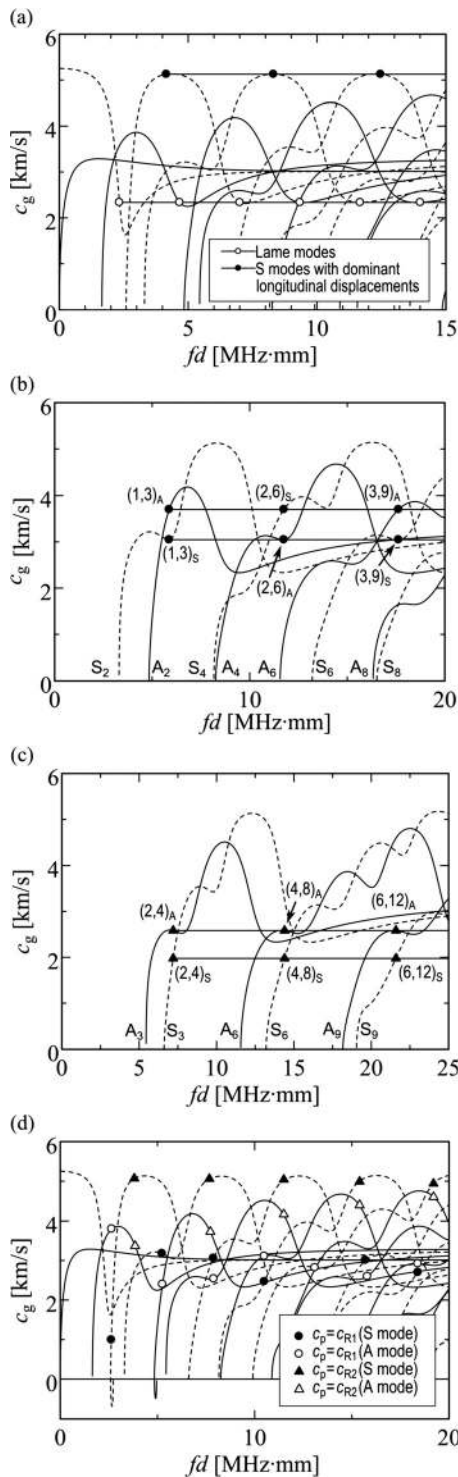 (a)
6
4
2
0
c_g [km/s]
Lame modes
S modes with dominant
longitudinal displacements
0 5 10 15
fd [MHz·mm]
(b)
6
4
2
0
c_g [km/s]
(1,3)_A
(2,6)_S
(3,9)_A
(1,3)_S
(2,6)_A
(3,9)_S
S_2 A_2 S_4 A_4 A_6 S_6 A_8 S_8
0 5 10 15 20
fd [MHz·mm]
(c)
6
4
2
0
c_g [km/s]
(2,4)_A
(4,8)_A
(6,12)_A
(2,4)_S
(4,8)_S
(6,12)_S
A_3 S_3 A_6 S_6 A_9 S_9
0 5 10 15 20 25
fd [MHz·mm]
(d)
6
4
2
0
c_g [km/s]
c_p=c_R1(S mode)
c_p=c_R1(A mode)
c_p=c_R2(S mode)
c_p=c_R2(A mode)
0 5 10 15 20
fd [MHz·mm]